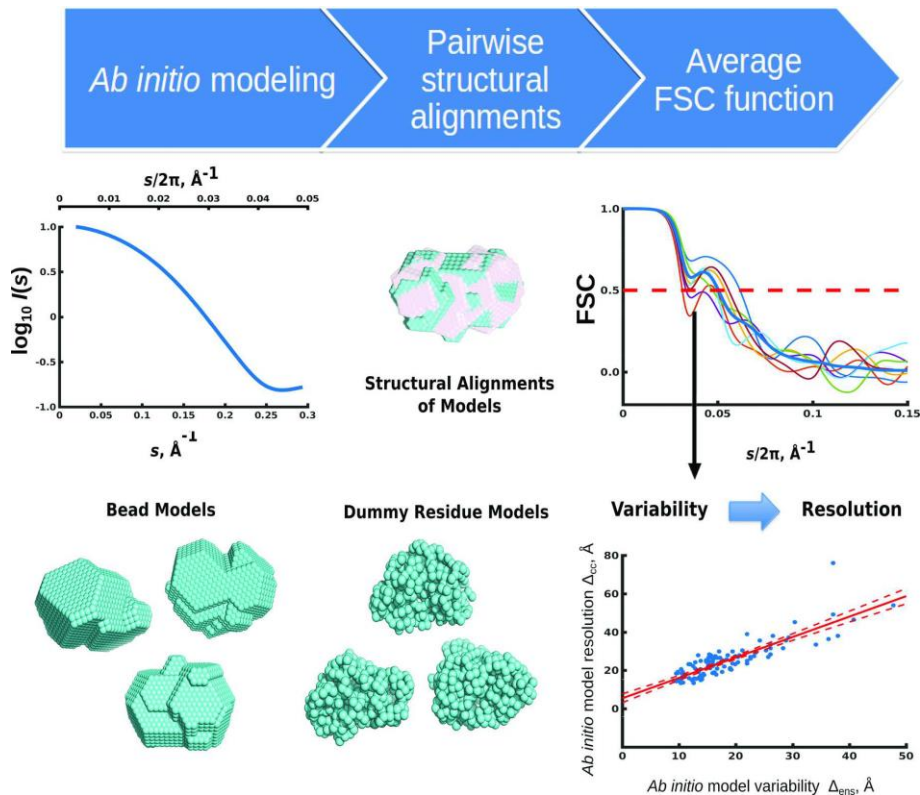 Ab initio modeling
Pairwise
structural
alignments
Average
FSC function
s/2π, Å-1
0 0.01 0.02 0.03 0.04 0.05
log10 I(s)
1.0
0.5
0
-0.5
-1.0
0.05 0.1 0.15 0.2 0.25 0.3
s, Å-1
Structural Alignments
of Models
FSC
1.0
0.5
0.0
0 0.05 0.1 0.15
s/2π, Å-1
Bead Models
Dummy Residue Models
Variability
Resolution
Ab initio model resolution Δcc, Å
80
60
40
20
0
0 10 20 30 40 50
Ab initio model variability Δens, Å